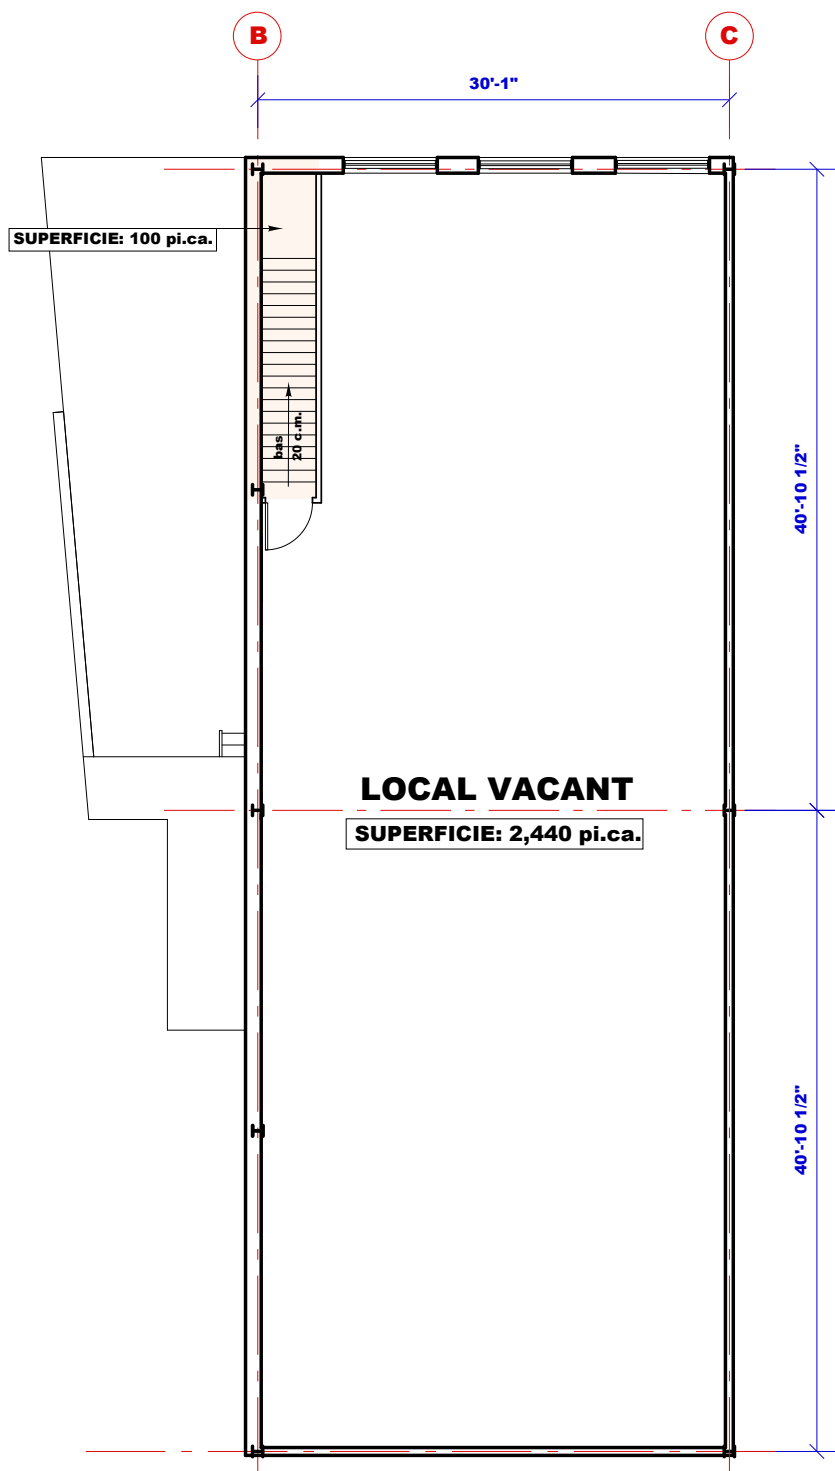 B
C
30'-1"
SUPERFICIE: 100 pi.ca.
40'-10 1/2"
bas
20 c.m.
LOCAL VACANT
SUPERFICIE: 2,440 pi.ca.
40'-10 1/2"